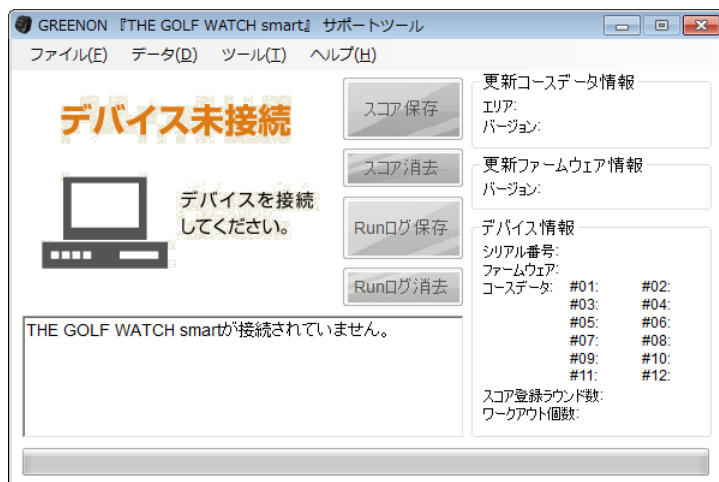 GREENON 『THE GOLF WATCH smart』 サポートツール
ファイル(F) データ(D) ツール(T) ヘルプ(H)
デバイス未接続
デバイスを接続
してください。
スコア保存
スコア消去
Runログ保存
Runログ消去
THE GOLF WATCH smartが接続されていません。
更新コースデータ情報
エリア:
バージョン:
更新ファームウェア情報
バージョン:
デバイス情報
シリアル番号:
ファームウェア:
コースデータ: #01: #02:
#03: #04:
#05: #06:
#07: #08:
#09: #10:
#11: #12:
スコア登録ラウンド数:
ワークアウト個数: